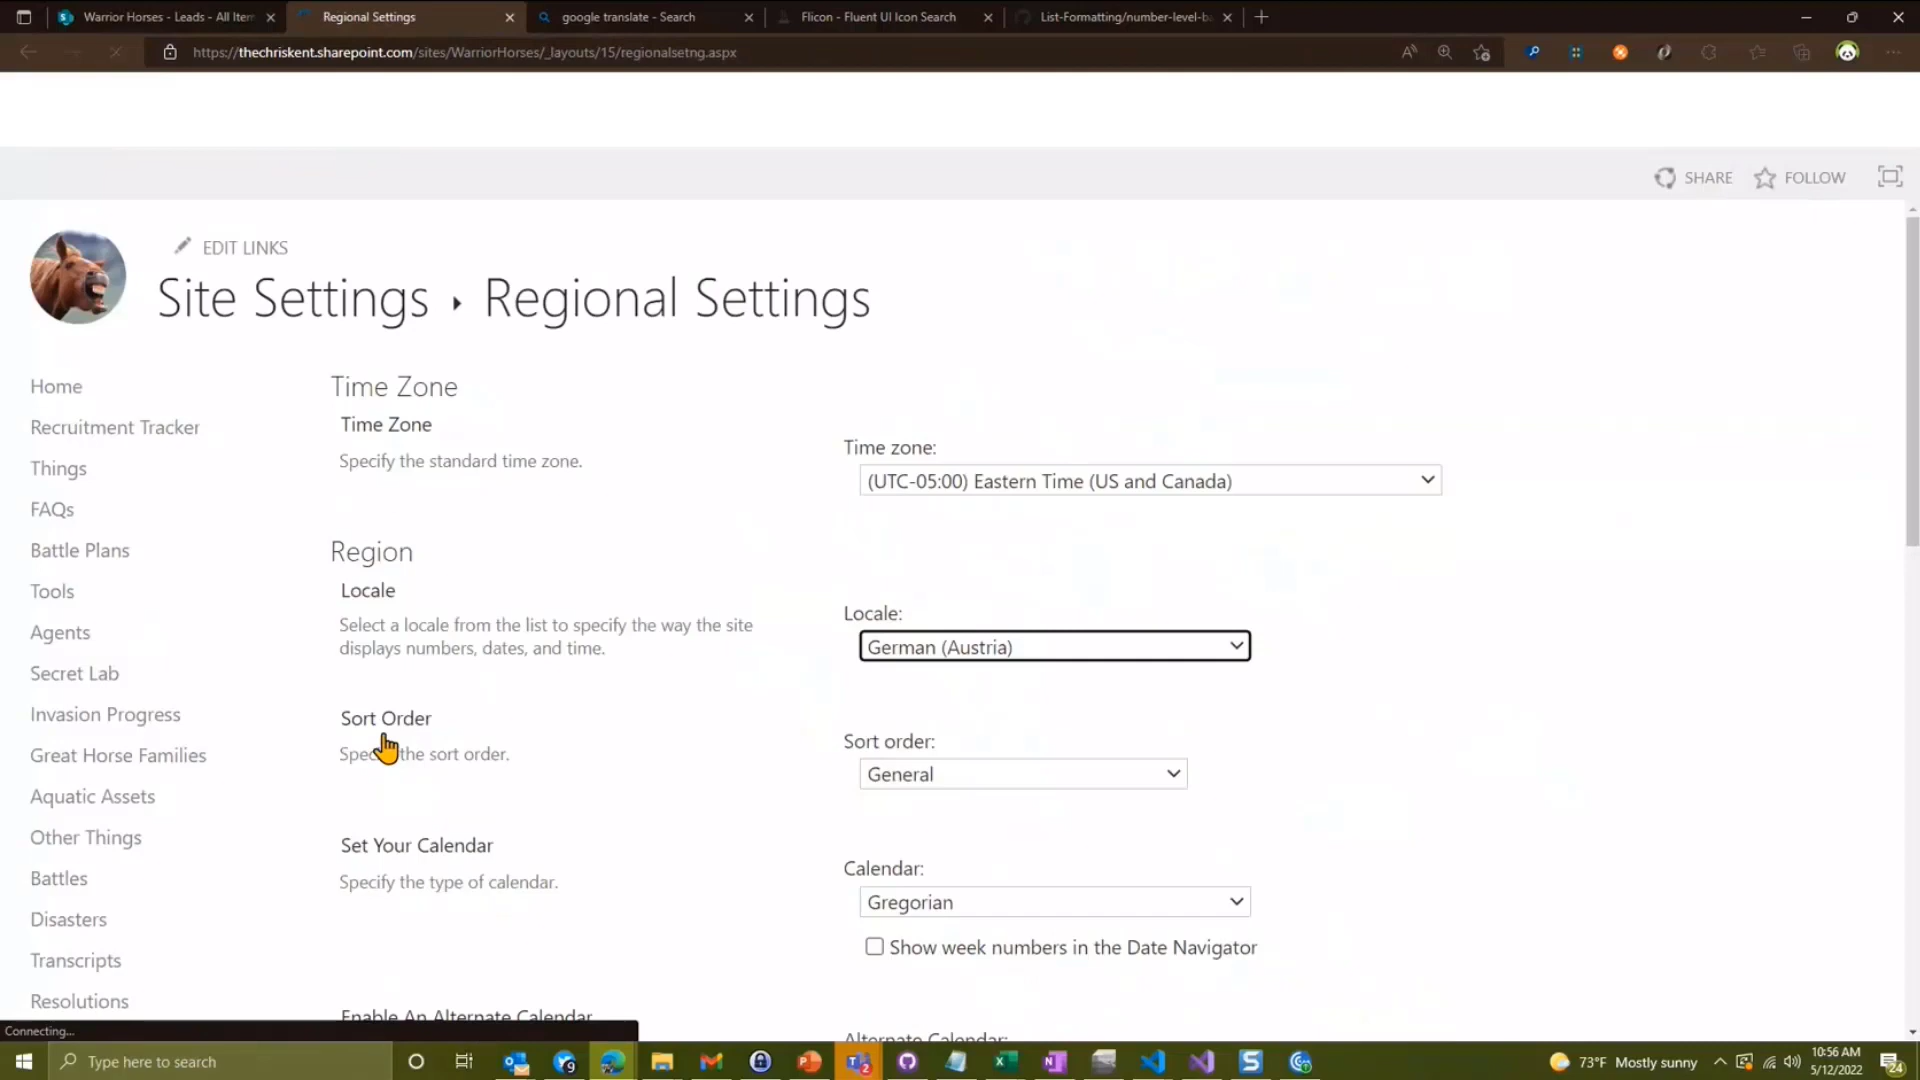 Warrior Horses - Leads - All Item
Regional Settings
google translate - Search
Flicon - Fluent UI Icon Search
List-Formatting/number-level-ba
https://thechriskent.sharepoint.com/sites/WarriorHorses/_layouts/15/regionalsetng.aspx
SHARE
FOLLOW
EDIT LINKS
Site Settings ▸ Regional Settings
Home
Recruitment Tracker
Things
FAQs
Battle Plans
Tools
Agents
Secret Lab
Invasion Progress
Great Horse Families
Aquatic Assets
Other Things
Battles
Disasters
Transcripts
Resolutions
Time Zone
Time Zone
Specify the standard time zone.
Time zone:
(UTC-05:00) Eastern Time (US and Canada)
Region
Locale
Select a locale from the list to specify the way the site
displays numbers, dates, and time.
Locale:
German (Austria)
Sort Order
the sort order.
Sort order:
General
Set Your Calendar
Specify the type of calendar.
Calendar:
Gregorian
Show week numbers in the Date Navigator
Enable An Alternate Calendar
Alternate Calendar:
Connecting...
Type here to search
73°F Mostly sunny
10:56 AM
5/12/2022
24